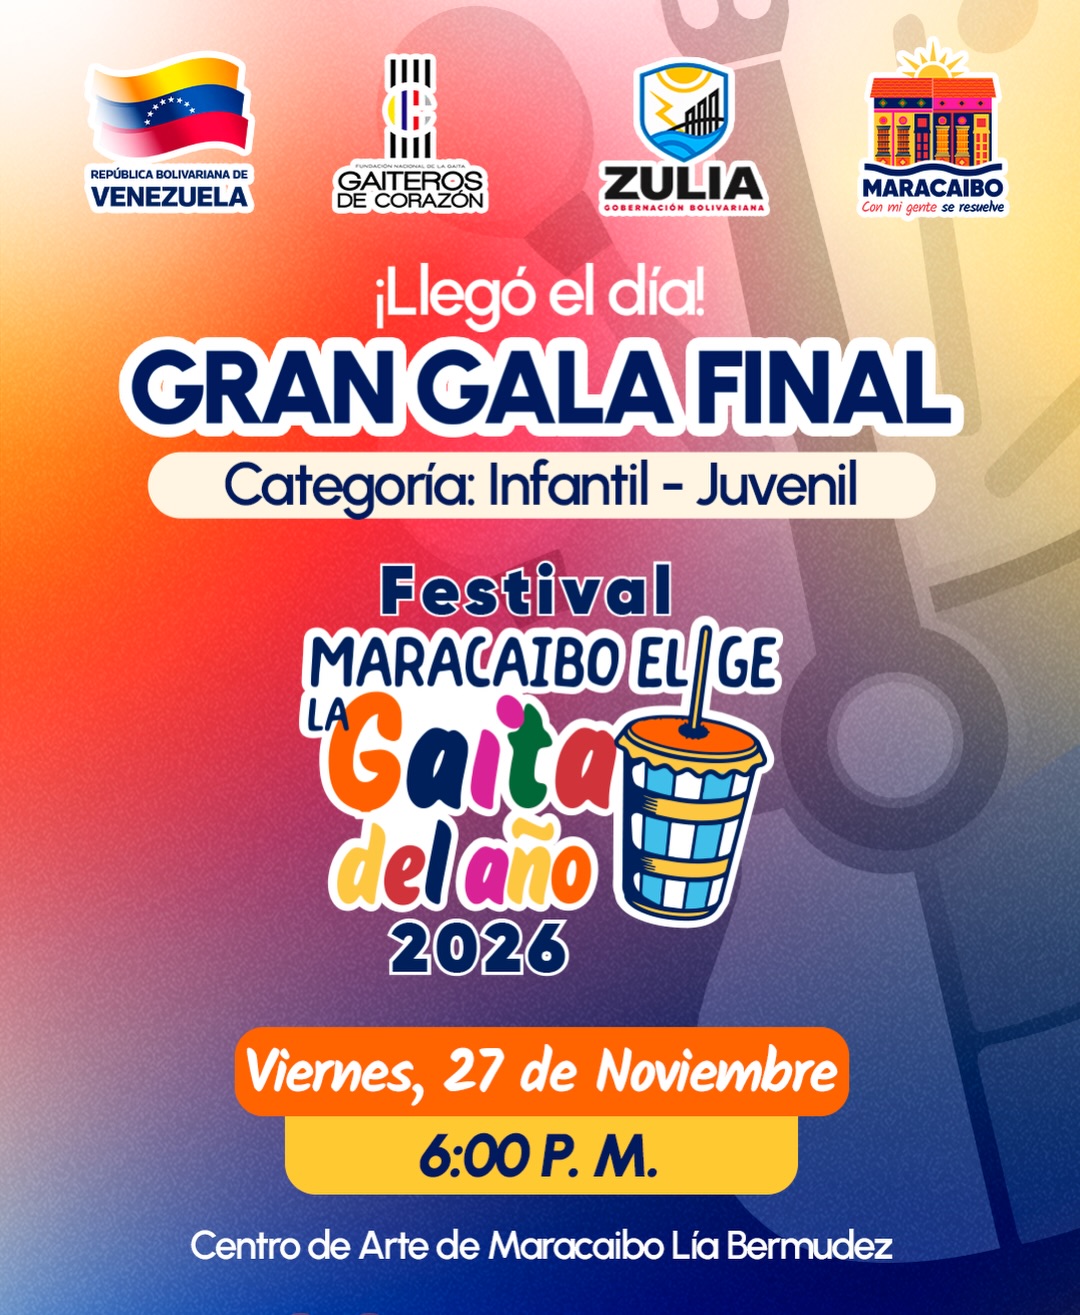 REPÚBLICA BOLIVARIANA DE
VENEZUELA
FUNDACIÓN NACIONAL DE LA GAITA
GAITEROS
DE CORAZÓN
ZULIA
GOBERNACIÓN BOLIVARIANA
MARACAIBO
Con mi gente se resuelve
¡Llegó el día!
GRAN GALA FINAL
Categoría: Infantil - Juvenil
Festival
MARACAIBO ELIGE
LA Gaita
del año
2026
Viernes, 27 de Noviembre
6:00 P. M.
Centro de Arte de Maracaibo Lía Bermudez